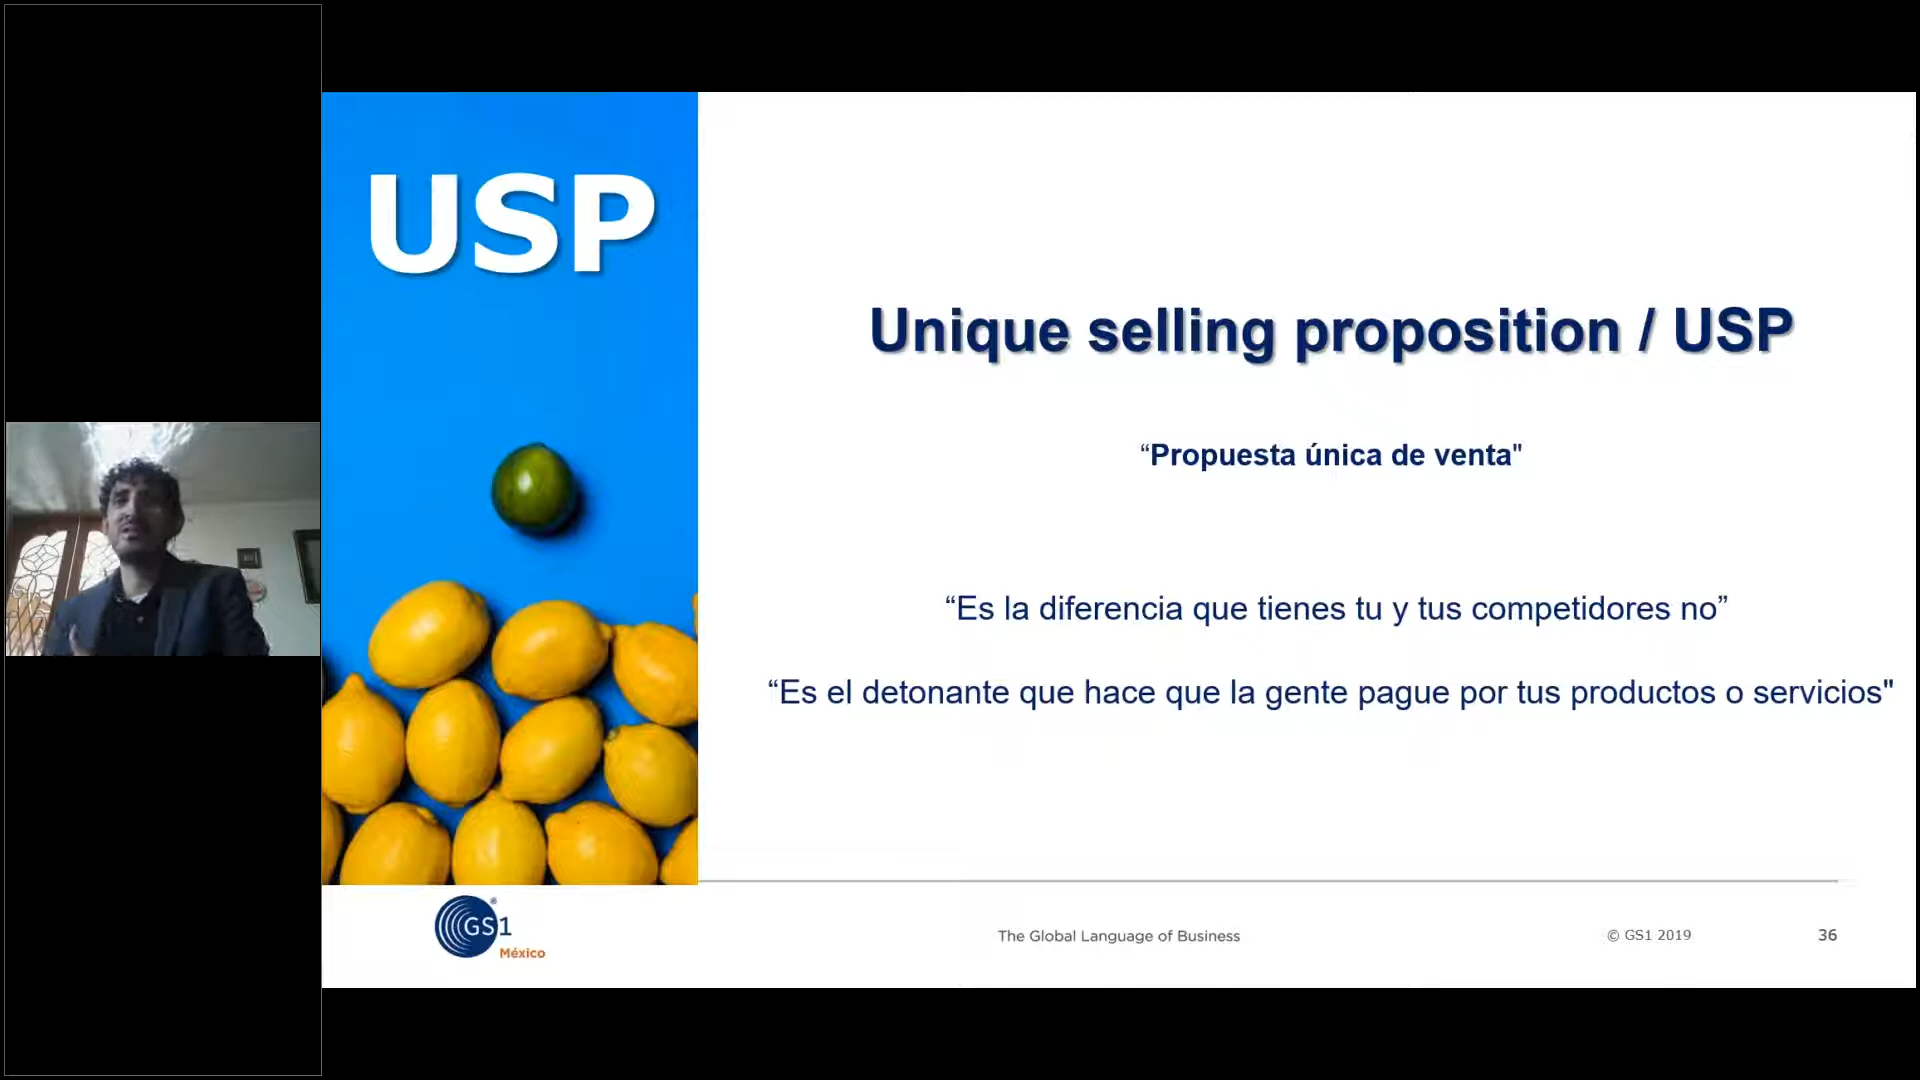 USP
Unique selling proposition / USP
“Propuesta única de venta"
“Es la diferencia que tienes tu y tus competidores no”
“Es el detonante que hace que la gente pague por tus productos o servicios"
GS1®
México
The Global Language of Business
© GS1 2019
36